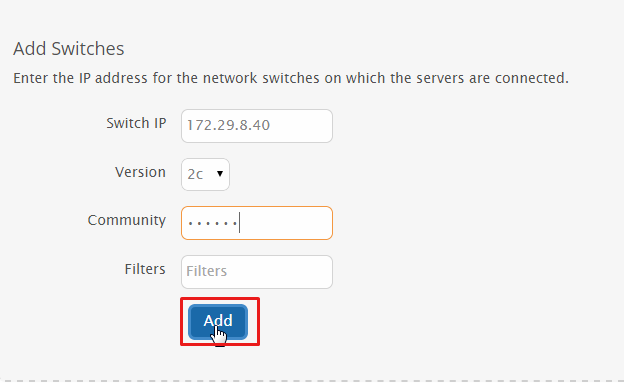 Add Switches
Enter the IP address for the network switches on which the servers are connected.
Switch IP 172.29.8.40
Version 2c
Community ••••••
Filters Filters
Add